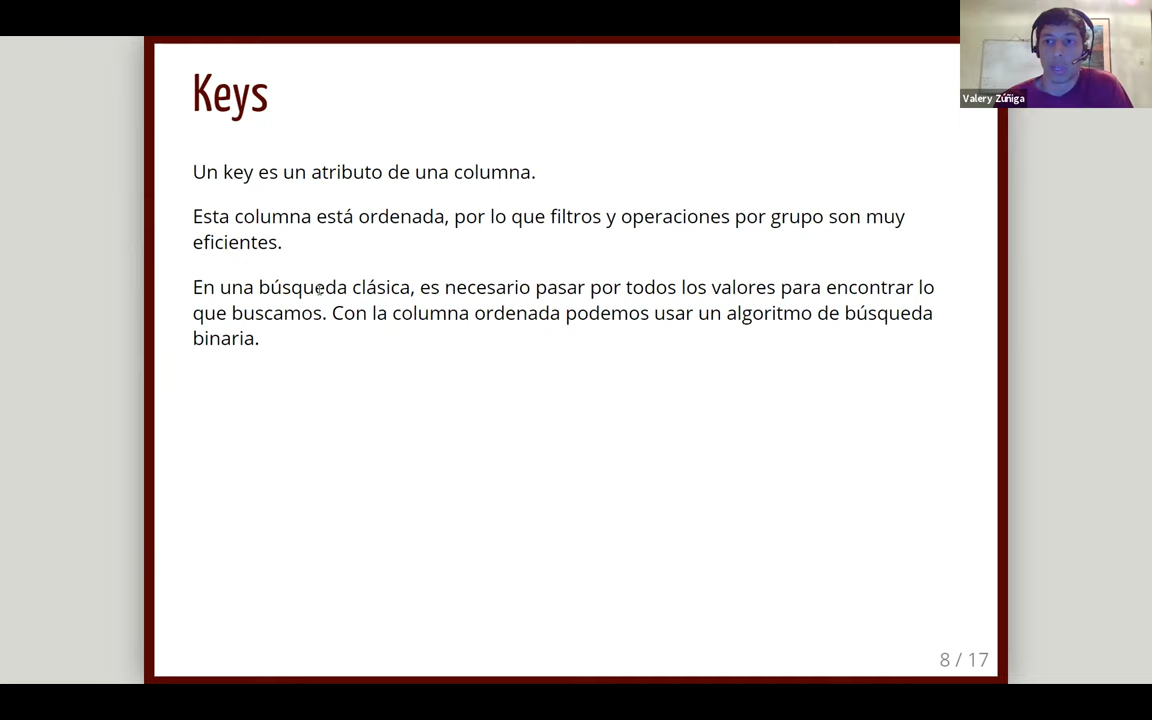 Keys
Valery Zúñiga
Un key es un atributo de una columna.
Esta columna está ordenada, por lo que filtros y operaciones por grupo son muy
eficientes.
En una búsqueda clásica, es necesario pasar por todos los valores para encontrar lo
que buscamos. Con la columna ordenada podemos usar un algoritmo de búsqueda
binaria.
8 / 17